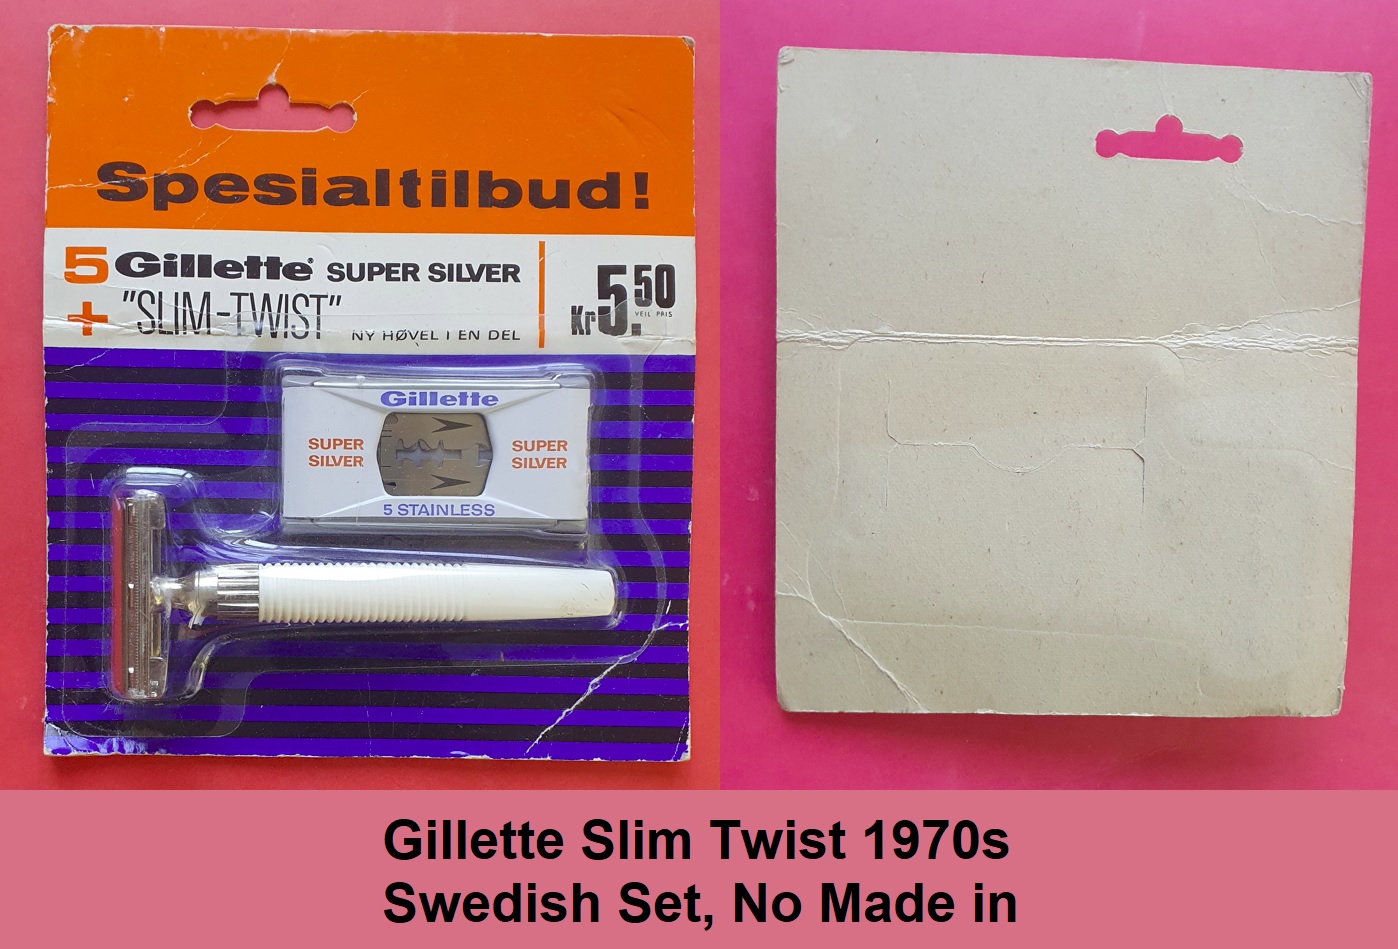 Spesialtilbud!
5 Gillette® SUPER SILVER
+ "SLIM-TWIST" NY HØVEL I EN DEL
Kr 5.50
VEIL PRIS
Gillette
SUPER SILVER
SUPER SILVER
5 STAINLESS
Gillette Slim Twist 1970s
Swedish Set, No Made in